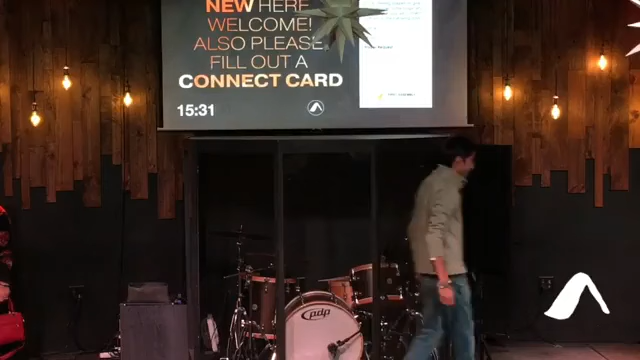 NEW HERE
WELCOME!
ALSO PLEASE
FILL OUT A
CONNECT CARD
15:31
pdp